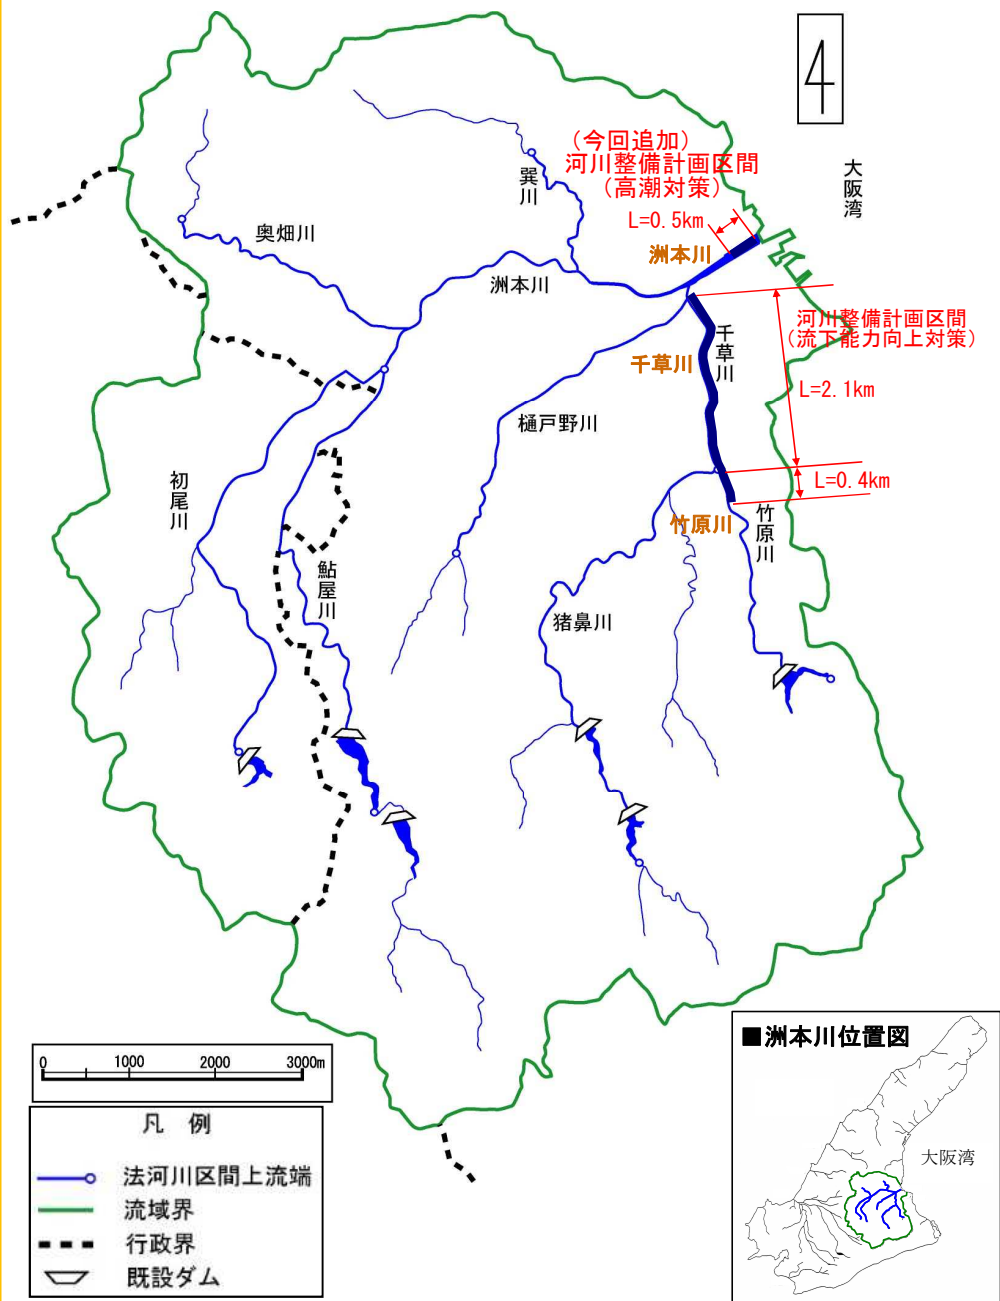 4
(今回追加)
河川整備計画区間
(高潮対策)
L=0.5km
大阪湾
巽川
奥畑川
洲本川
洲本川
河川整備計画区間
(流下能力向上対策)
千草川
千草川
L=2.1km
樋戸野川
L=0.4km
初尾川
竹原川
竹原川
鮎屋川
猪鼻川
■洲本川位置図
大阪湾
0 1000 2000 3000m
凡 例
法河川区間上流端
流域界
行政界
既設ダム